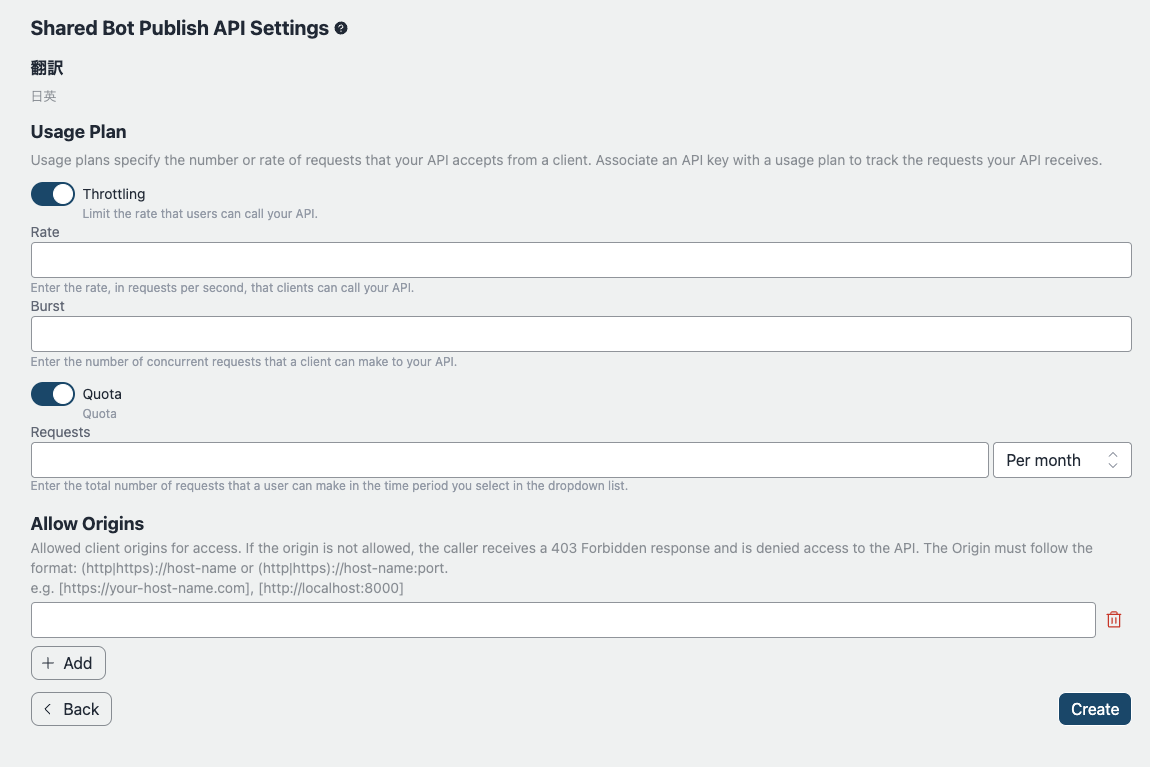 Shared Bot Publish API Settings
翻訳
日英
Usage Plan
Usage plans specify the number or rate of requests that your API accepts from a client. Associate an API key with a usage plan to track the requests your API receives.
Throttling
Limit the rate that users can call your API.
Rate
Enter the rate, in requests per second, that clients can call your API.
Burst
Enter the number of concurrent requests that a client can make to your API.
Quota
Quota
Requests
Per month
Enter the total number of requests that a user can make in the time period you select in the dropdown list.
Allow Origins
Allowed client origins for access. If the origin is not allowed, the caller receives a 403 Forbidden response and is denied access to the API. The Origin must follow the
format: (http|https)://host-name or (http|https)://host-name:port.
e.g. [https://your-host-name.com], [http://localhost:8000]
Add
Back
Create